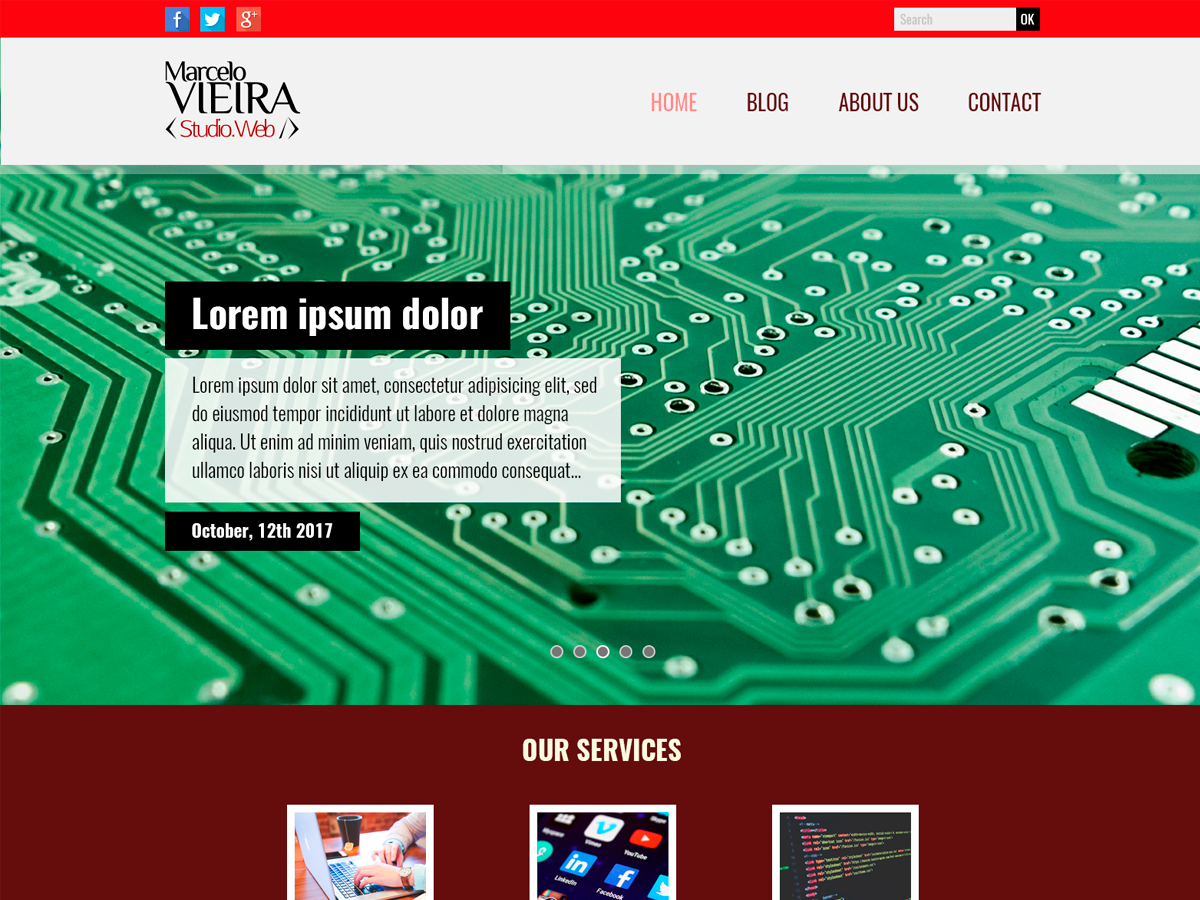 f
g+
Search
OK
Marcelo
VIEIRA
< Studio.Web />
HOME
BLOG
ABOUT US
CONTACT
Lorem ipsum dolor
Lorem ipsum dolor sit amet, consectetur adipisicing elit, sed
do eiusmod tempor incididunt ut labore et dolore magna
aliqua. Ut enim ad minim veniam, quis nostrud exercitation
ullamco laboris nisi ut aliquip ex ea commodo consequat...
October, 12th 2017
OUR SERVICES
Myspace
Vimeo
YouTube
Skype
LinkedIn
Facebook